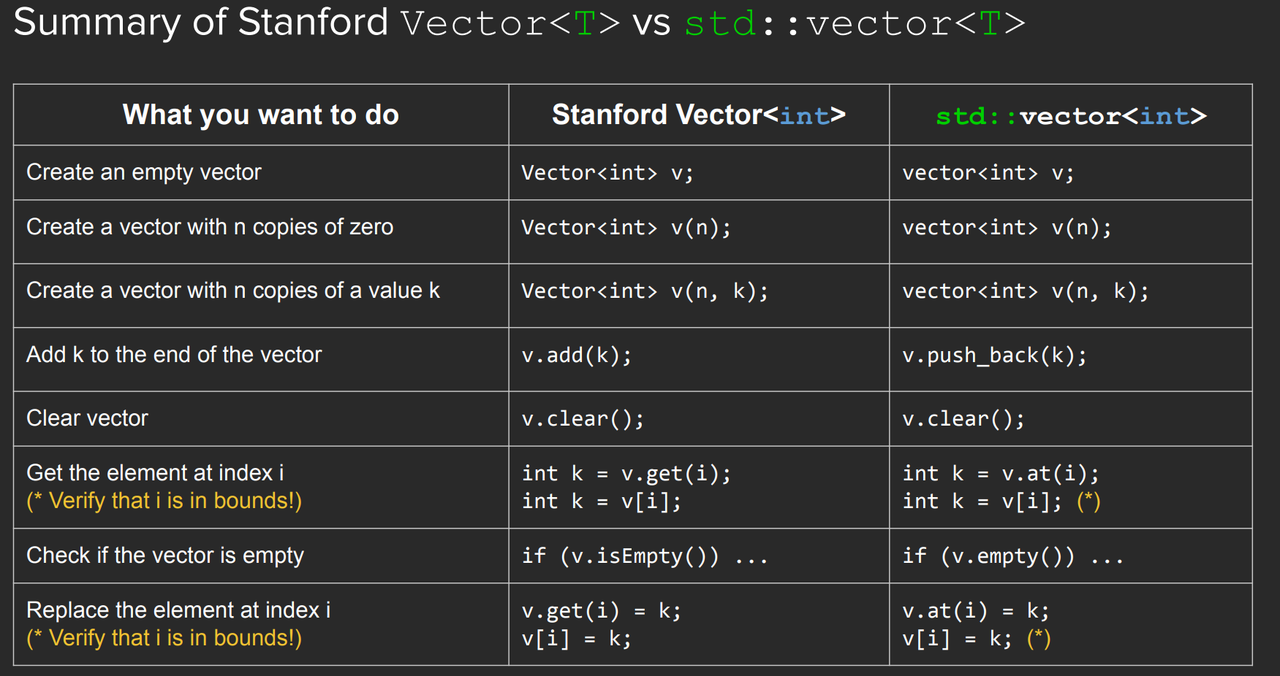 Summary of Stanford Vector<T> vs std::vector<T>
What you want to do
Stanford Vector<int>
std::vector<int>
Create an empty vector
Vector<int> v;
vector<int> v;
Create a vector with n copies of zero
Vector<int> v(n);
vector<int> v(n);
Create a vector with n copies of a value k
Vector<int> v(n, k);
vector<int> v(n, k);
Add k to the end of the vector
v.add(k);
v.push_back(k);
Clear vector
v.clear();
v.clear();
Get the element at index i
(* Verify that i is in bounds!)
int k = v.get(i);
int k = v[i];
int k = v.at(i);
int k = v[i]; (*)
Check if the vector is empty
if (v.isEmpty()) ...
if (v.empty()) ...
Replace the element at index i
(* Verify that i is in bounds!)
v.get(i) = k;
v[i] = k;
v.at(i) = k;
v[i] = k; (*)